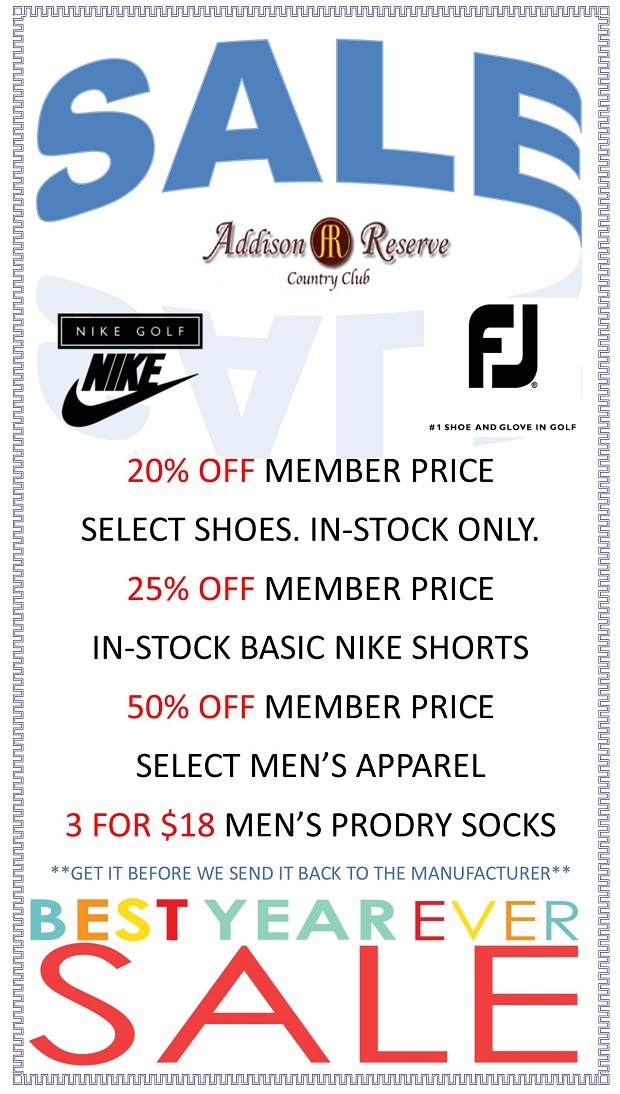 SALE
Addison AR Reserve
Country Club
NIKE GOLF
NIKE
FJ®
#1 SHOE AND GLOVE IN GOLF
20% OFF MEMBER PRICE
SELECT SHOES. IN-STOCK ONLY.
25% OFF MEMBER PRICE
IN-STOCK BASIC NIKE SHORTS
50% OFF MEMBER PRICE
SELECT MEN’S APPAREL
3 FOR $18 MEN’S PRODRY SOCKS
**GET IT BEFORE WE SEND IT BACK TO THE MANUFACTURER**
BEST YEAR EVER
SALE